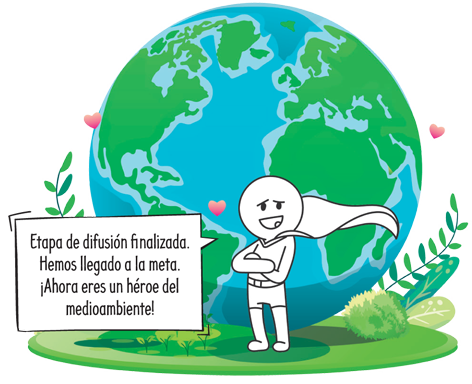 Etapa de difusión finalizada.
Hemos llegado a la meta.
¡Ahora eres un héroe del
medioambiente!